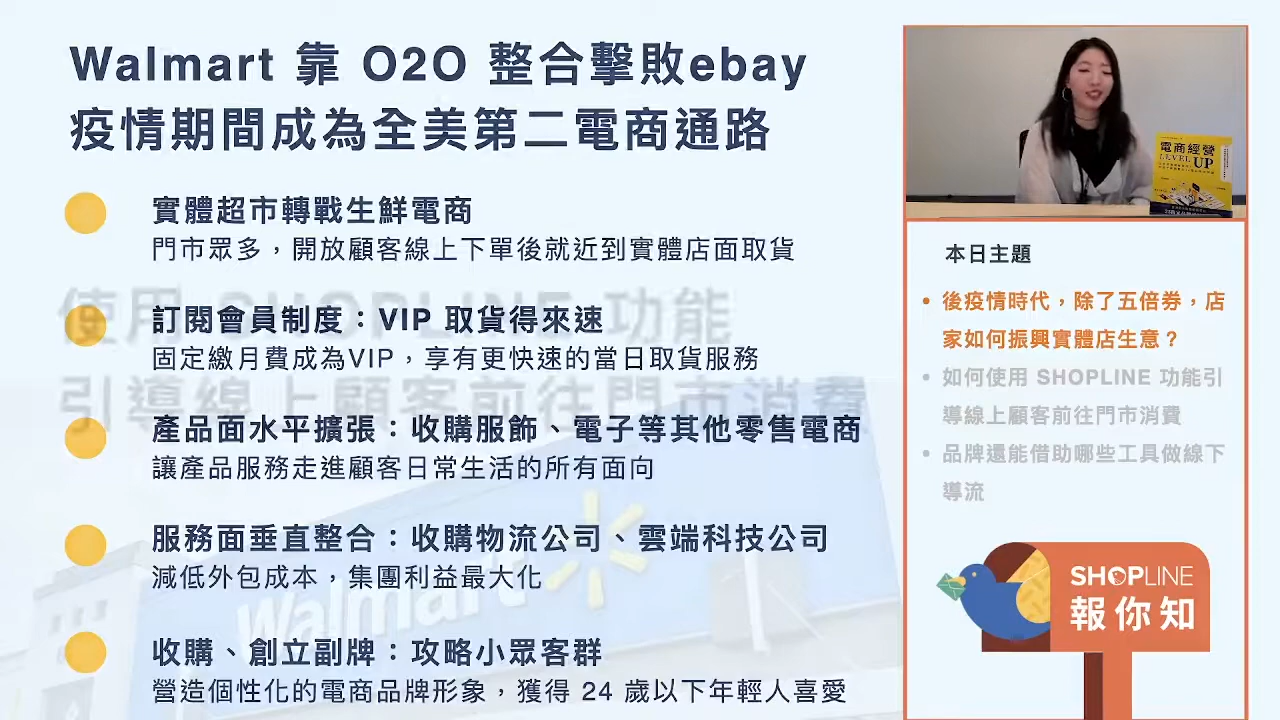 Walmart 靠 O2O 整合擊敗ebay
疫情期間成為全美第二電商通路
實體超市轉戰生鮮電商
門市眾多，開放顧客線上下單後就近到實體店面取貨
訂閱會員制度：VIP 取貨得來速
固定繳月費成為VIP，享有更快速的當日取貨服務
產品面水平擴張：收購服飾、電子等其他零售電商
讓產品服務走進顧客日常生活的所有面向
服務面垂直整合：收購物流公司、雲端科技公司
減低外包成本，集團利益最大化
收購、創立副牌：攻略小眾客群
營造個性化的電商品牌形象，獲得 24 歲以下年輕人喜愛
使用 SHOPLINE 功能
引導線上顧客前往門市消費
Walmart
電商經營
LEVEL UP
本日主題
• 後疫情時代，除了五倍券，店
家如何振興實體店生意？
• 如何使用 SHOPLINE 功能引
導線上顧客前往門市消費
• 品牌還能借助哪些工具做線下
導流
SHOPLINE
報你知